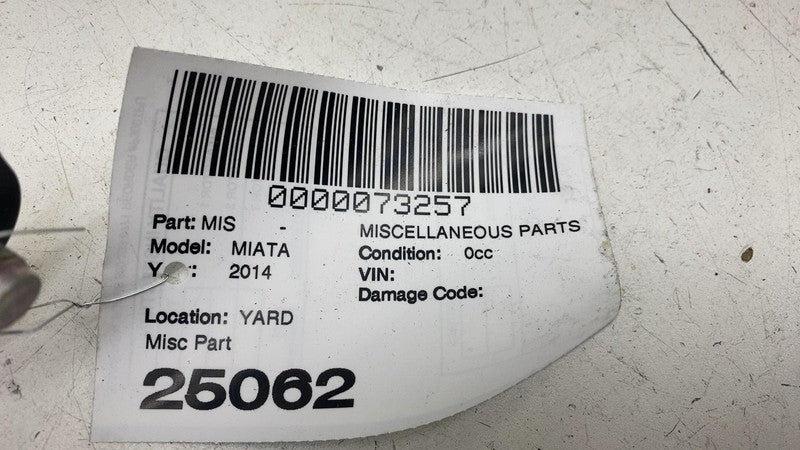 0000073257
Part: MIS - MISCELLANEOUS PARTS
Model: MIATA Condition: 0cc
2014 VIN:
Damage Code:
Location: YARD
Misc Part
25062